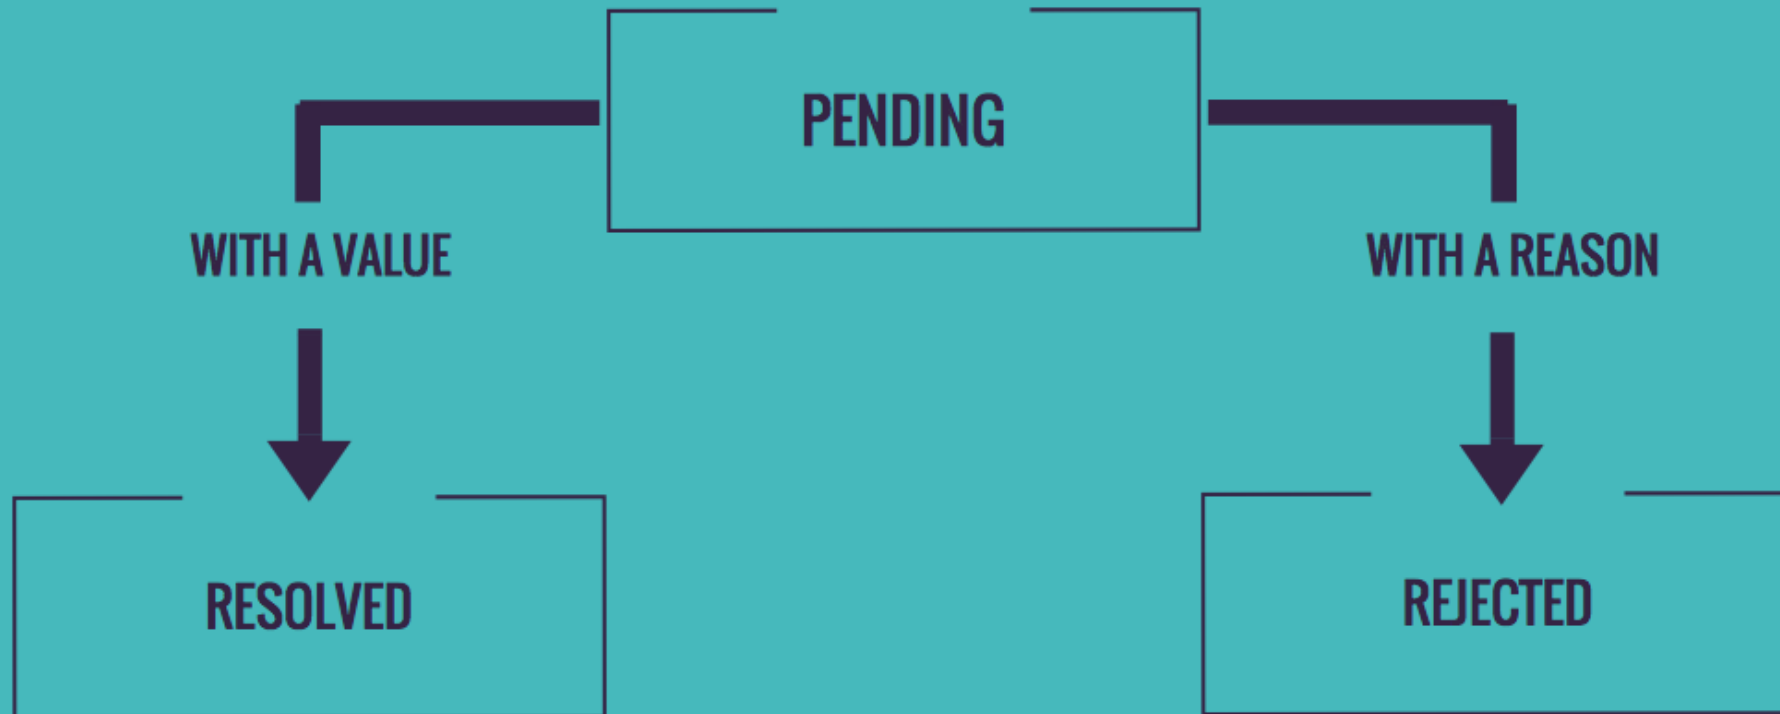 PENDING
WITH A VALUE
WITH A REASON
RESOLVED
REJECTED